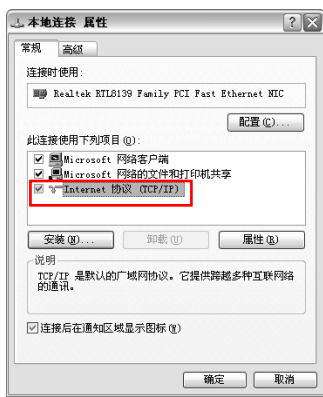 本地连接 属性
常规 高级
连接时使用:
Realtek RTL8139 Family PCI Fast Ethernet NIC
配置(C)...
此连接使用下列项目(O):
Microsoft 网络客户端
Microsoft 网络的文件和打印机共享
Internet 协议 (TCP/IP)
安装(N)... 卸载(U) 属性(R)
说明
TCP/IP 是默认的广域网协议。它提供跨越多种互联网络
的通讯。
连接后在通知区域显示图标(W)
确定 取消